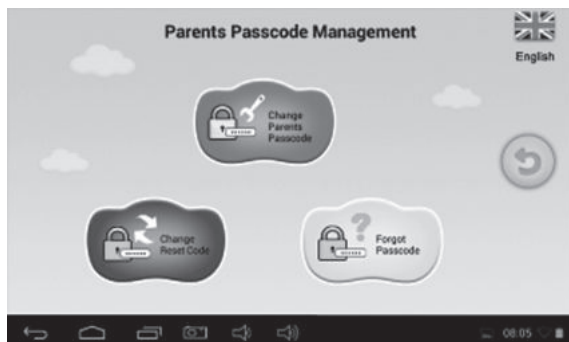 Parents Passcode Management
English
Change
Parents
Passcode
Change
Reset Code
Forgot
Passcode
08:05